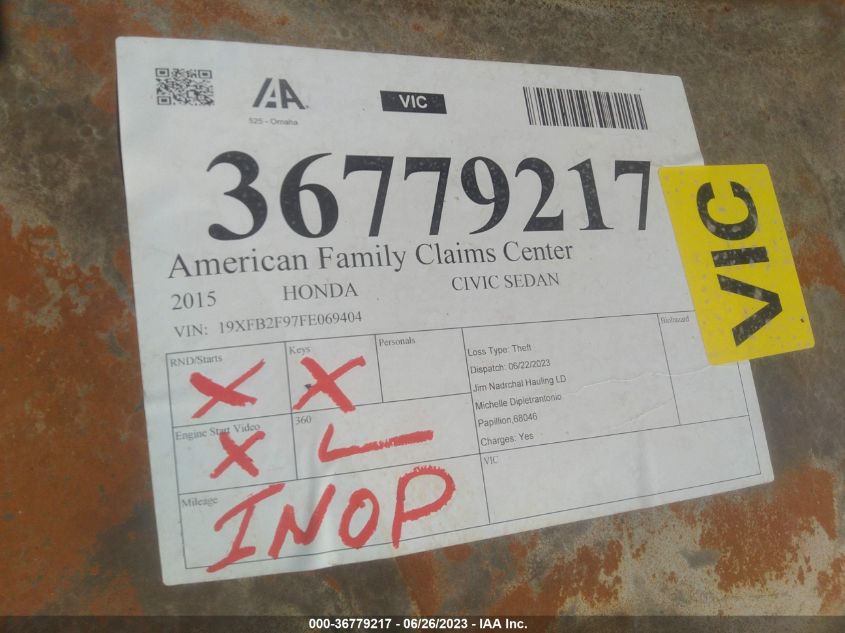 IAA
VIC
525 - Omaha
36779217
American Family Claims Center
2015 HONDA CIVIC SEDAN
VIN: 19XFB2F97FE069404
VIC
RND/Starts
Keys
Personals
Biohazard
X
X
Loss Type: Theft
Dispatch: 06/22/2023
Jim Nadrchal Hauling LD
Michelle Dipietrantonio
Papillion,68046
Charges: Yes
Engine Start Video
360
X
VIC
Mileage
INOP
000-36779217 - 06/26/2023 - IAA Inc.